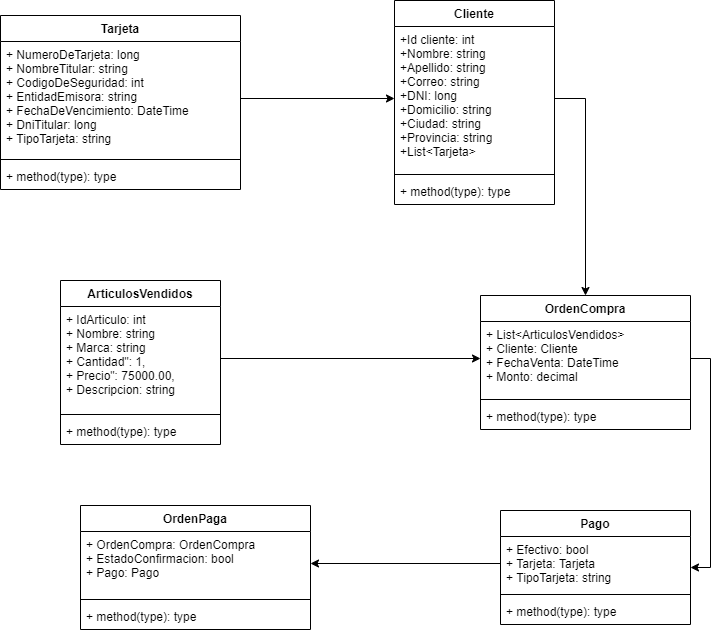 Tarjeta
+ NumeroDeTarjeta: long
+ NombreTitular: string
+ CodigoDeSeguridad: int
+ EntidadEmisora: string
+ FechaDeVencimiento: DateTime
+ DniTitular: long
+ TipoTarjeta: string
+ method(type): type
Cliente
+Id cliente: int
+Nombre: string
+Apellido: string
+Correo: string
+DNI: long
+Domicilio: string
+Ciudad: string
+Provincia: string
+List<Tarjeta>
+ method(type): type
ArticulosVendidos
+ IdArticulo: int
+ Nombre: string
+ Marca: string
+ Cantidad": 1,
+ Precio": 75000.00,
+ Descripcion: string
+ method(type): type
OrdenCompra
+ List<ArticulosVendidos>
+ Cliente: Cliente
+ FechaVenta: DateTime
+ Monto: decimal
+ method(type): type
OrdenPaga
+ OrdenCompra: OrdenCompra
+ EstadoConfirmacion: bool
+ Pago: Pago
+ method(type): type
Pago
+ Efectivo: bool
+ Tarjeta: Tarjeta
+ TipoTarjeta: string
+ method(type): type